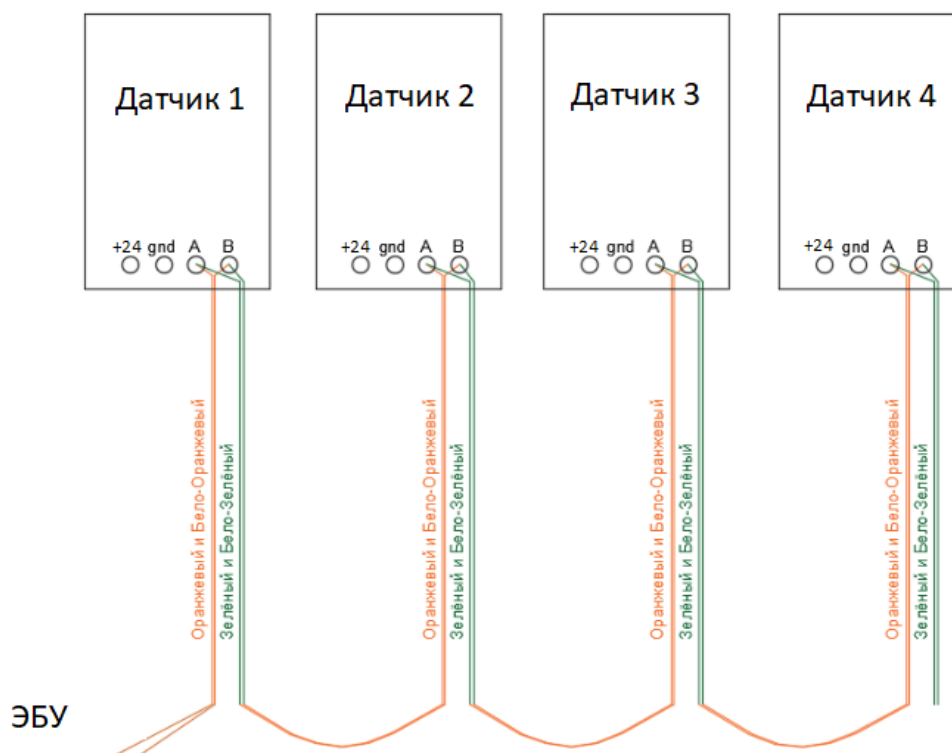 Датчик 1
Датчик 2
Датчик 3
Датчик 4
+24 gnd A B
+24 gnd A B
+24 gnd A B
+24 gnd A B
Оранжевый и Бело-Оранжевый
Зелёный и Бело-Зелёный
Оранжевый и Бело-Оранжевый
Зелёный и Бело-Зелёный
Оранжевый и Бело-Оранжевый
Зелёный и Бело-Зелёный
Оранжевый и Бело-Оранжевый
Зелёный и Бело-Зелёный
ЭБУ